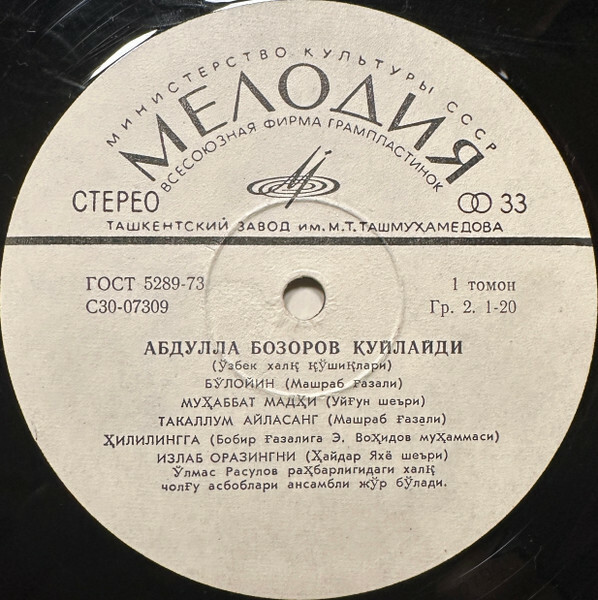 МИНИСТЕРСТВО КУЛЬТУРЫ СССР
МЕЛОДИЯ
ВСЕСОЮЗНАЯ ФИРМА ГРАМПЛАСТИНОК
СТЕРЕО 33
ТАШКЕНТСКИЙ ЗАВОД им. М.Т. ТАШМУХАМЕДОВА
ГОСТ 5289-73 1 томон
С30-07309 Гр. 2. 1-20
АБДУЛЛА БОЗОРОВ ҚУЙЛАЙДИ
(Ўзбек халқ қўшиқлари)
БЎЛОЙИН (Машраб ғазали)
МУҲАББАТ МАДҲИ (Уйғун шеъри)
ТАКАЛЛУМ АЙЛАСАНГ (Машраб ғазали)
ҲИЛИЛИНГГА (Бобир ғазалига Э. Воҳидов муҳаммаси)
ИЗЛАБ ОРАЗИНГНИ (Ҳайдар Яхё шеъри)
Ўлмас Расулов раҳбарлигидаги халқ
чолғу асбоблари ансамбли жўр бўлади.